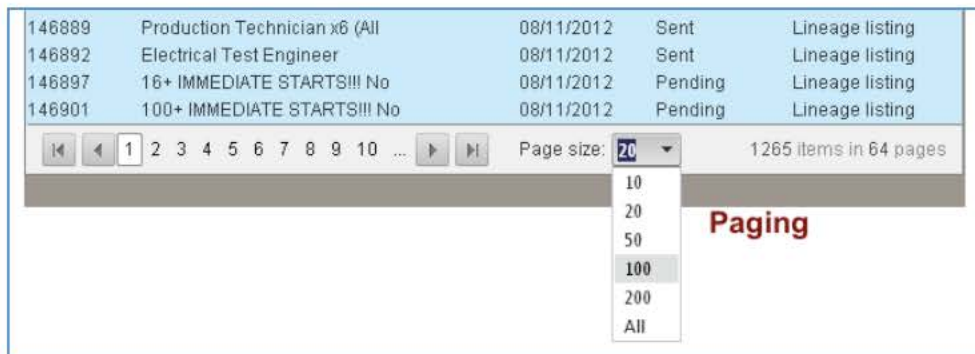 146889 Production Technician x6 (All 08/11/2012 Sent Lineage listing
146892 Electrical Test Engineer 08/11/2012 Sent Lineage listing
146897 16+ IMMEDIATE STARTS!!! No 08/11/2012 Pending Lineage listing
146901 100+ IMMEDIATE STARTS!!! No 08/11/2012 Pending Lineage listing
1 2 3 4 5 6 7 8 9 10 ... Page size: 20 1265 items in 64 pages
10
20
Paging
50
100
200
All